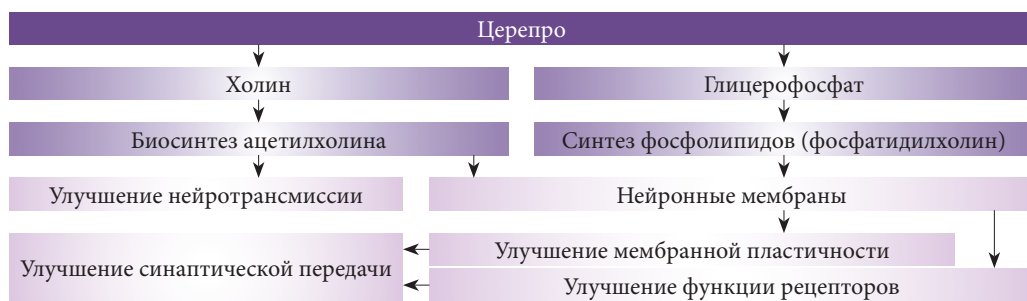 Церепро
Холин
Глицерофосфат
Биосинтез ацетилхолина
Синтез фосфолипидов (фосфатидилхолин)
Улучшение нейротрансмиссии
Нейронные мембраны
Улучшение мембранной пластичности
Улучшение синаптической передачи
Улучшение функции рецепторов